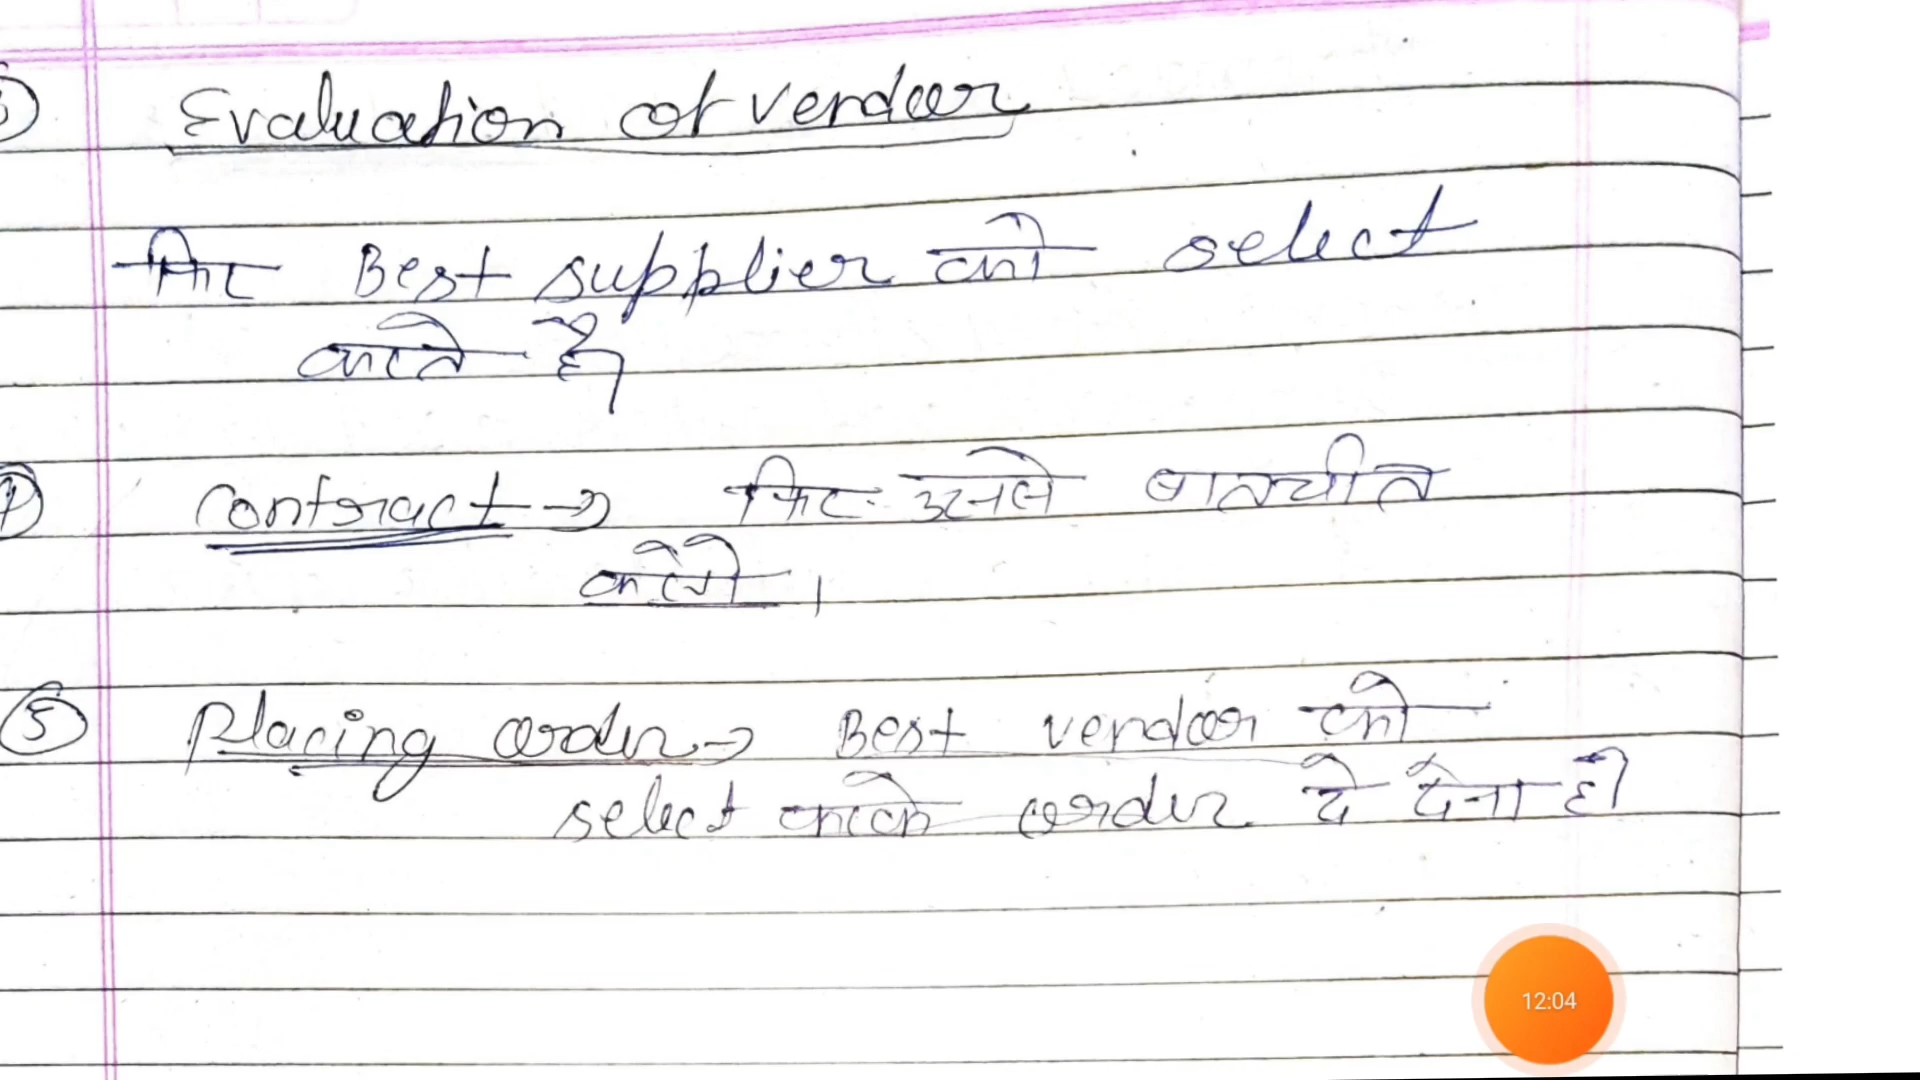 ③ Evaluation of vendor
फिर Best supplier को select
करते है
④ contract → फिर उनसे बातचीत
करेंगे ।
⑤ Placing order → Best vendor को
select करके order दे देना है
12:04